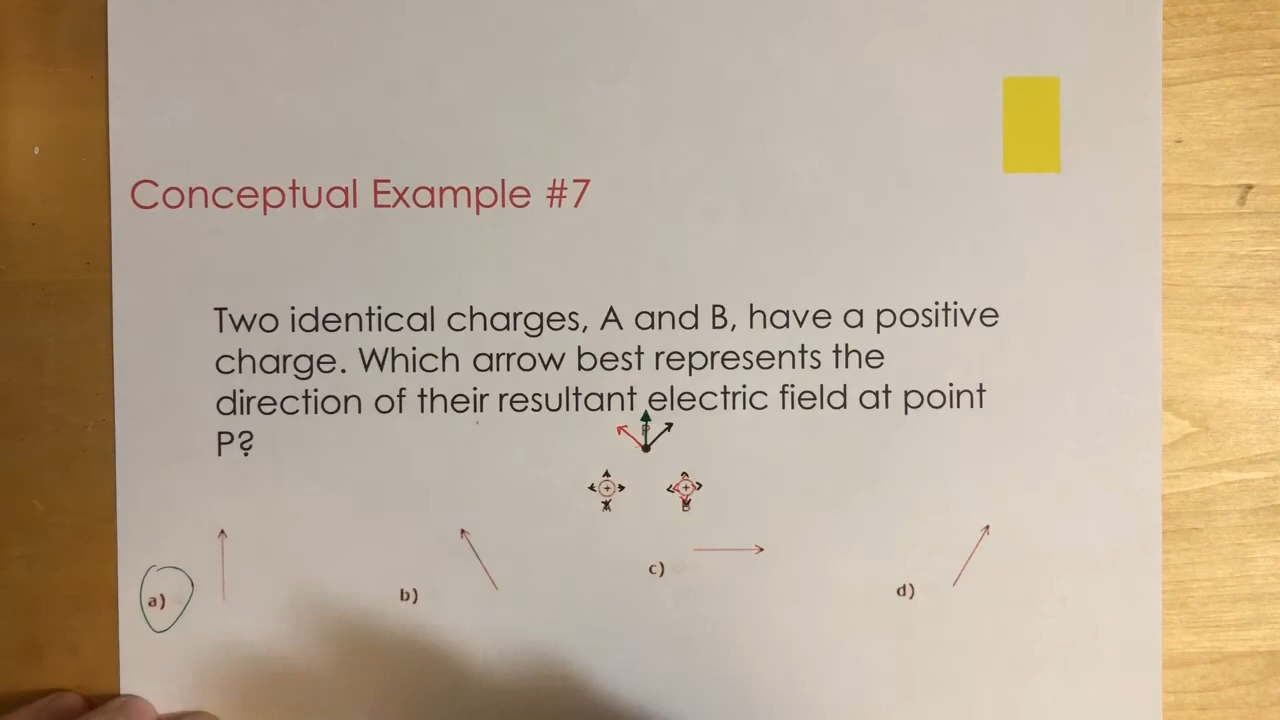 Conceptual Example #7
Two identical charges, A and B, have a positive
charge. Which arrow best represents the
direction of their resultant electric field at point
P?
P
+ +
A B
a) b) c) d)